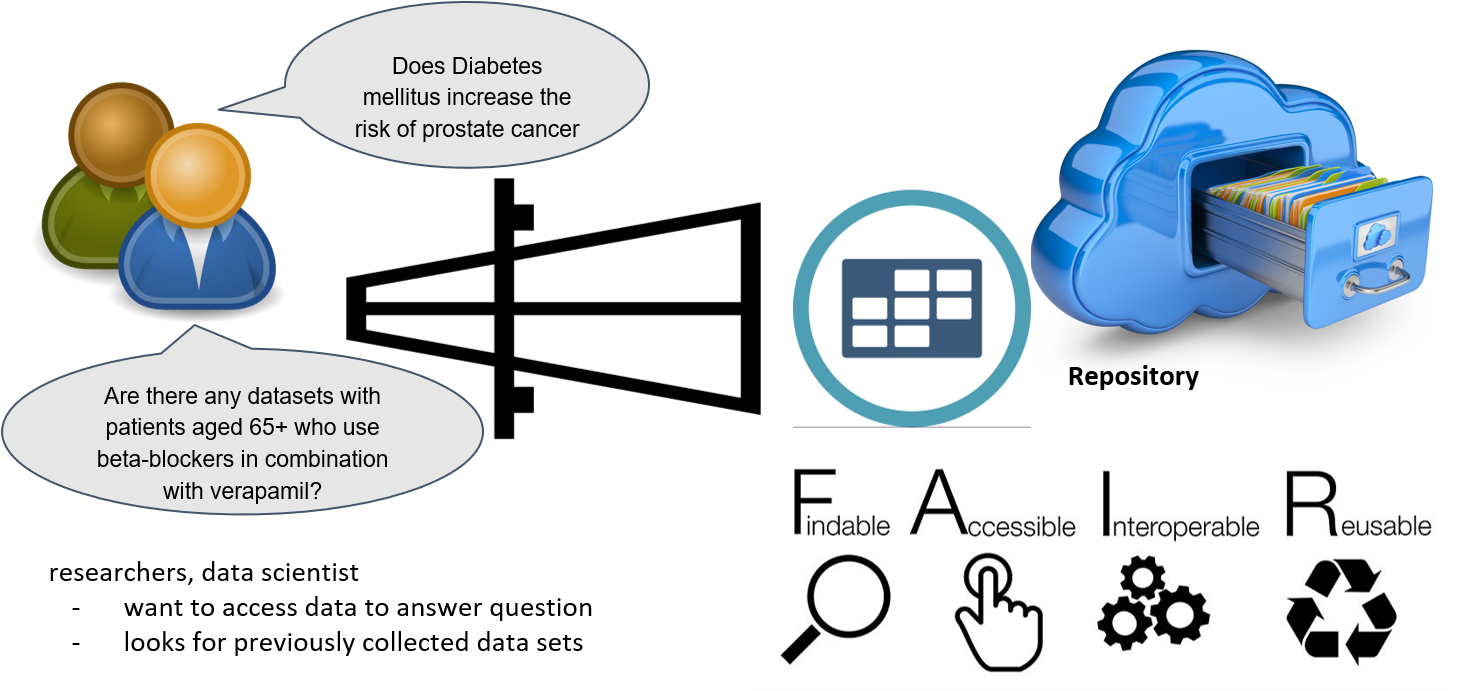 Does Diabetes
mellitus increase the
risk of prostate cancer
Are there any datasets with
patients aged 65+ who use
beta-blockers in combination
with verapamil?
Repository
researchers, data scientist
- want to access data to answer question
- looks for previously collected data sets
Findable Accessible Interoperable Reusable